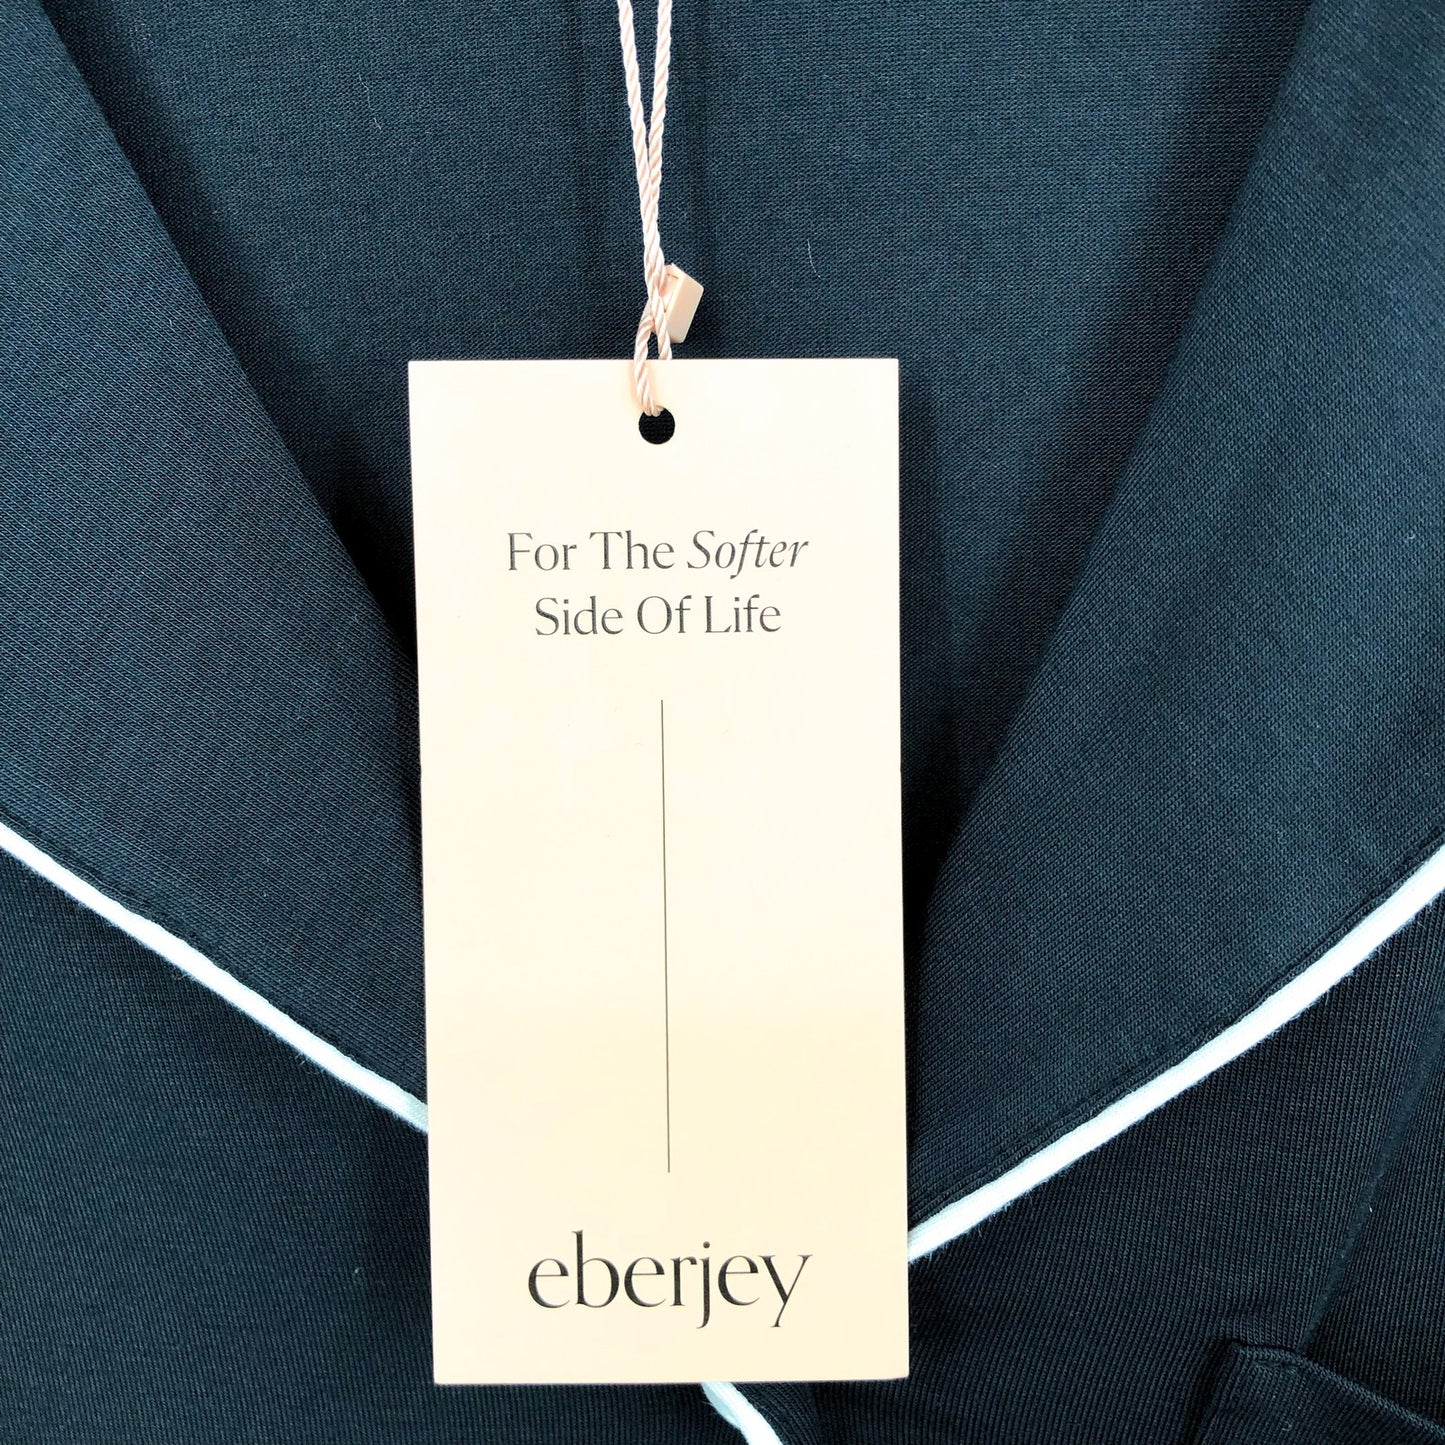 For The Softer
Side Of Life
eberjey